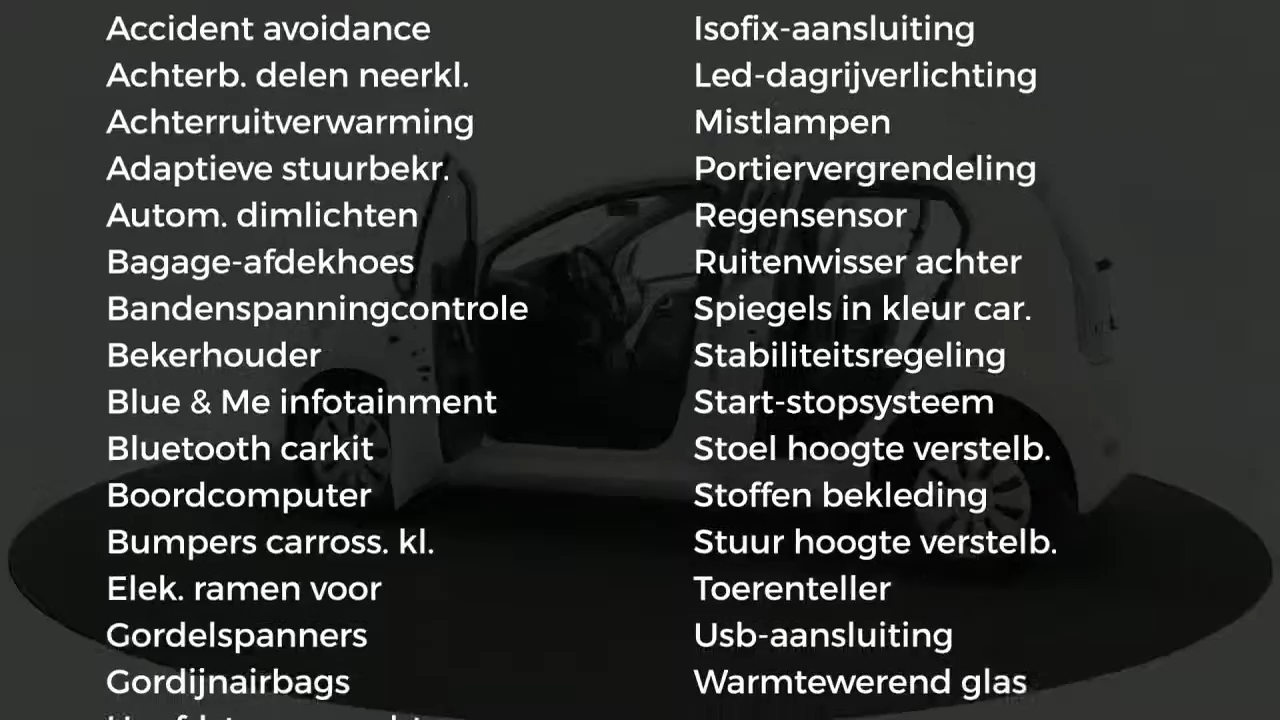 Accident avoidance
Achterb. delen neerkl.
Achterruitverwarming
Adaptieve stuurbekr.
Autom. dimlichten
Bagage-afdekhoes
Bandenspanningcontrole
Bekerhouder
Blue & Me infotainment
Bluetooth carkit
Boordcomputer
Bumpers carross. kl.
Elek. ramen voor
Gordelspanners
Gordijnairbags
Isofix-aansluiting
Led-dagrijverlichting
Mistlampen
Portiervergrendeling
Regensensor
Ruitenwisser achter
Spiegels in kleur car.
Stabiliteitsregeling
Start-stopsysteem
Stoel hoogte verstelb.
Stoffen bekleding
Stuur hoogte verstelb.
Toerenteller
Usb-aansluiting
Warmtewerend glas